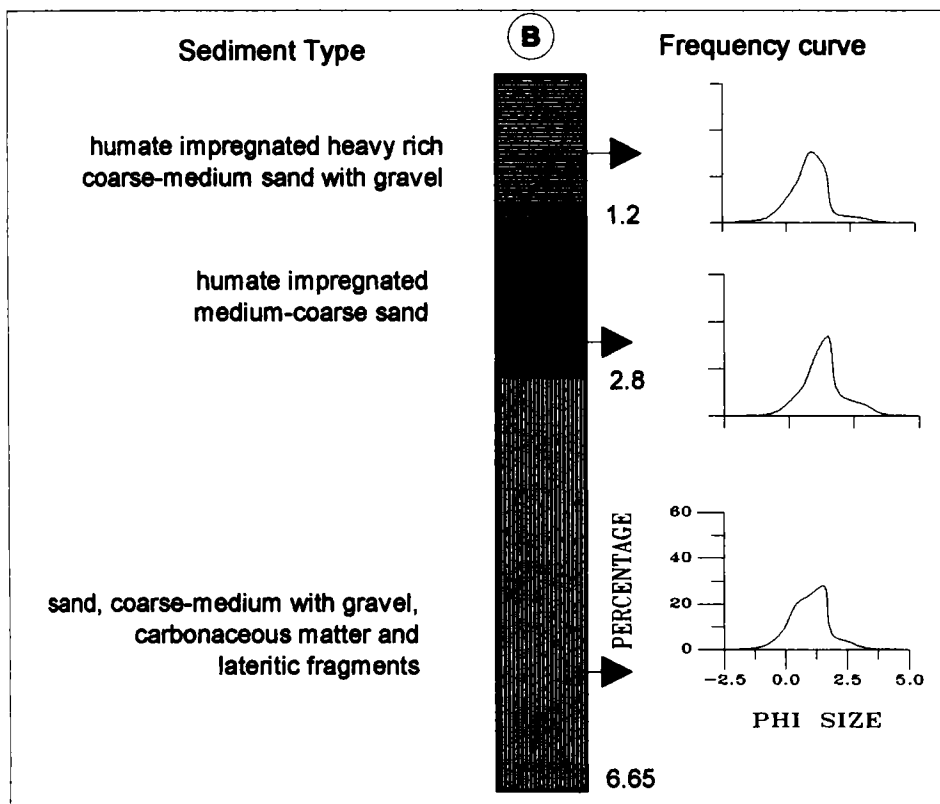 Sediment Type
B
Frequency curve
humate impregnated heavy rich
coarse-medium sand with gravel
1.2
humate impregnated
medium-coarse sand
2.8
sand, coarse-medium with gravel,
carbonaceous matter and
lateritic fragments
6.65
PERCENTAGE
60
40
20
0
-2.5 0.0 2.5 5.0
PHI SIZE